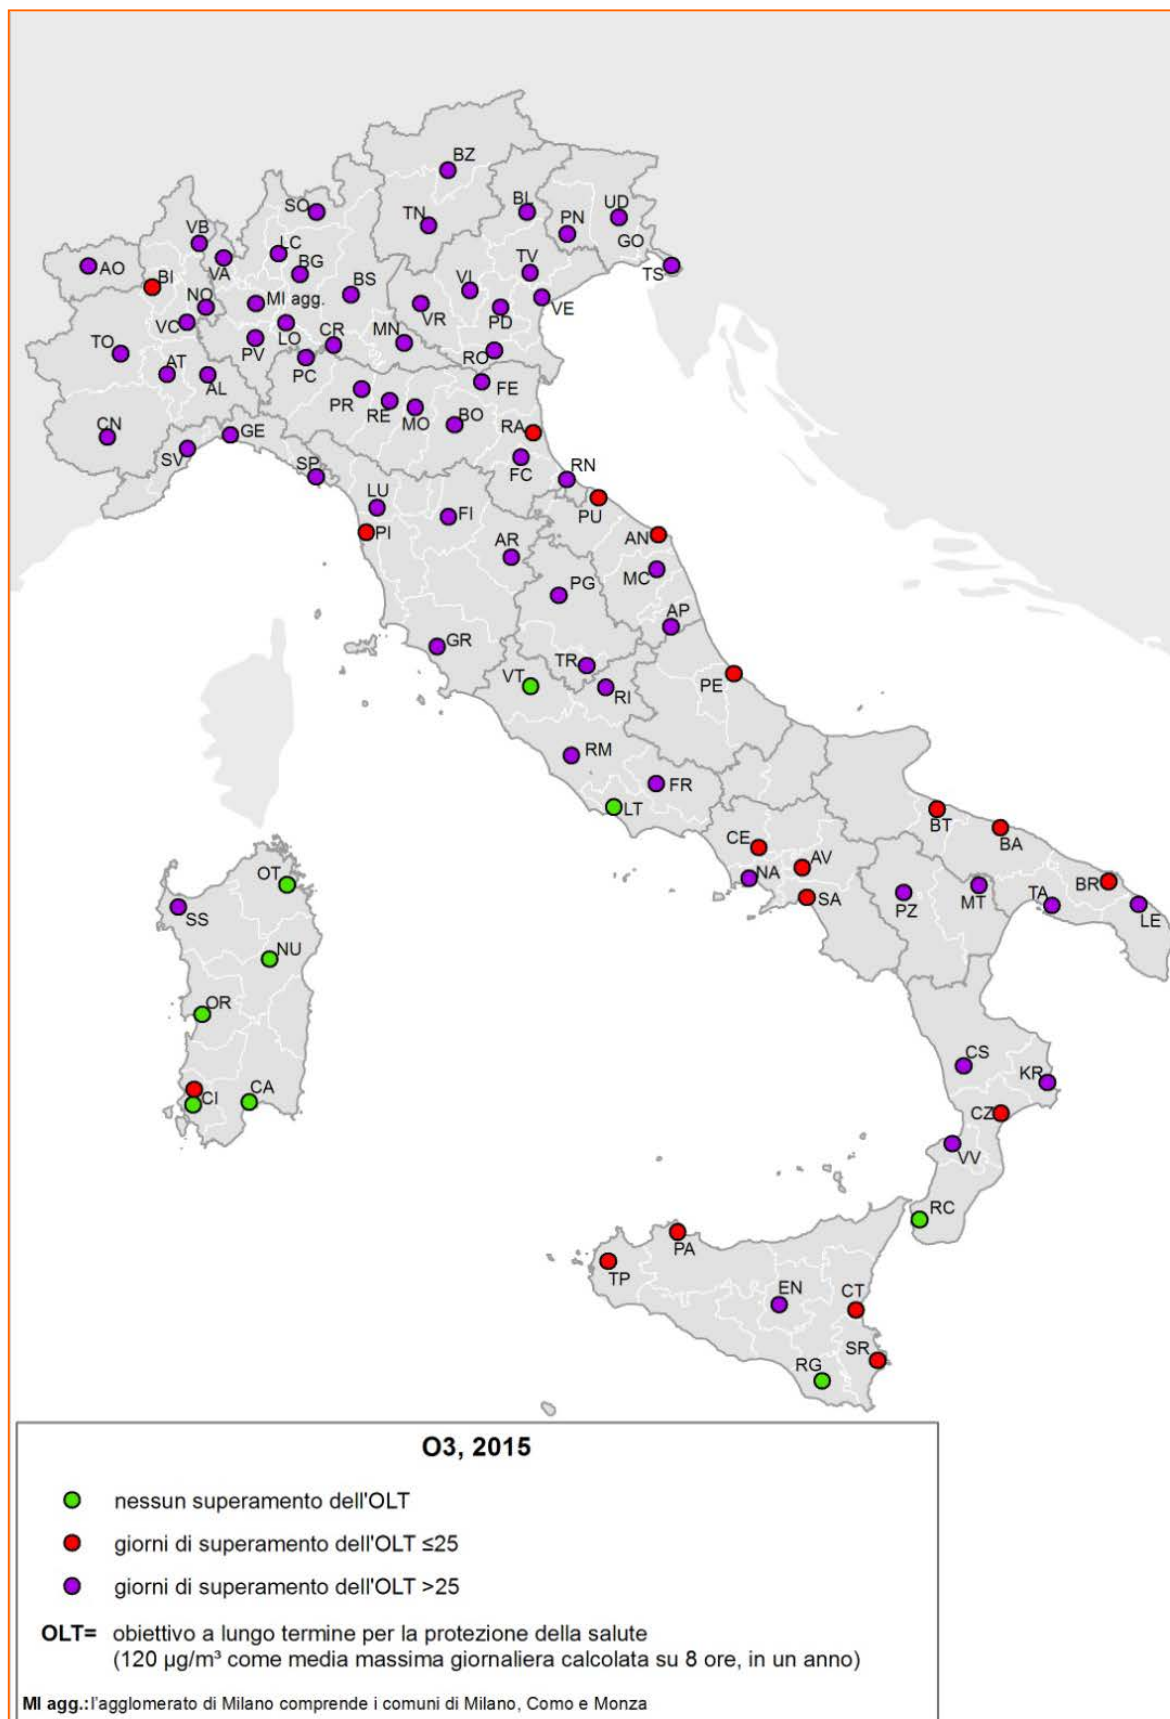 BZ
SO
BL
UD
TN
PN
VB
GO
LC
TV
AO
VA
BG
TS
BI
VI
BS
NO
MI agg.
VE
VR
PD
VC
LO
CR
MN
TO
PV
RO
AT
PC
AL
FE
PR
RE
MO
BO
CN
GE
RA
SV
SP
FC
RN
LU
PU
FI
PI
AN
AR
MC
PG
AP
GR
TR
VT
PE
RI
RM
FR
LT
BT
CE
BA
AV
OT
NA
BR
SA
MT
TA
PZ
SS
LE
NU
OR
CS
KR
CA
CI
CZ
VV
RC
PA
TP
EN
CT
SR
RG
O3, 2015
nessun superamento dell'OLT
giorni di superamento dell'OLT ≤25
giorni di superamento dell'OLT >25
OLT= obiettivo a lungo termine per la protezione della salute
(120 µg/m³ come media massima giornaliera calcolata su 8 ore, in un anno)
MI agg.: l'agglomerato di Milano comprende i comuni di Milano, Como e Monza